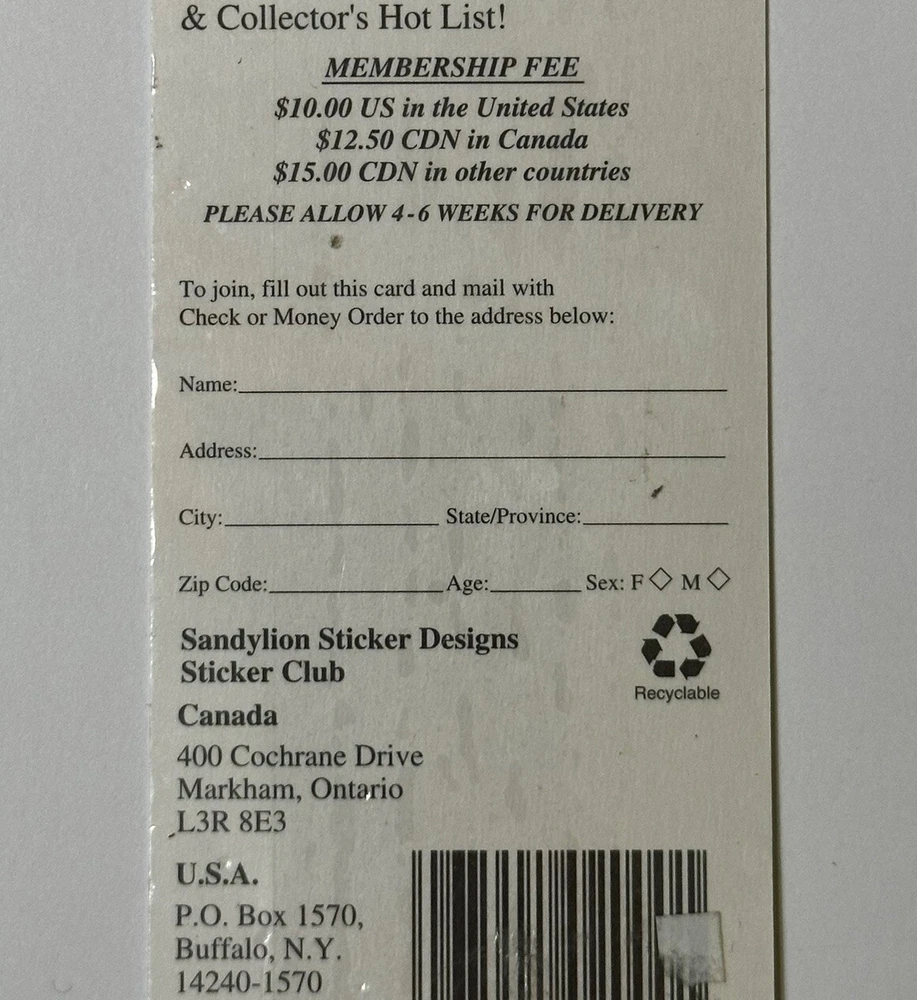 & Collector's Hot List!
MEMBERSHIP FEE
$10.00 US in the United States
$12.50 CDN in Canada
$15.00 CDN in other countries
PLEASE ALLOW 4-6 WEEKS FOR DELIVERY
To join, fill out this card and mail with
Check or Money Order to the address below:
Name:
Address:
City: State/Province:
Zip Code: Age: Sex: F ◇ M ◇
Sandylion Sticker Designs
Sticker Club
Recyclable
Canada
400 Cochrane Drive
Markham, Ontario
L3R 8E3
U.S.A.
P.O. Box 1570,
Buffalo, N.Y.
14240-1570